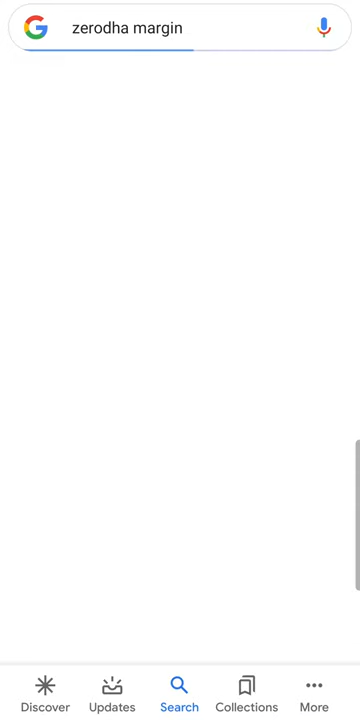 zerodha margin
Discover
Updates
Search
Collections
More